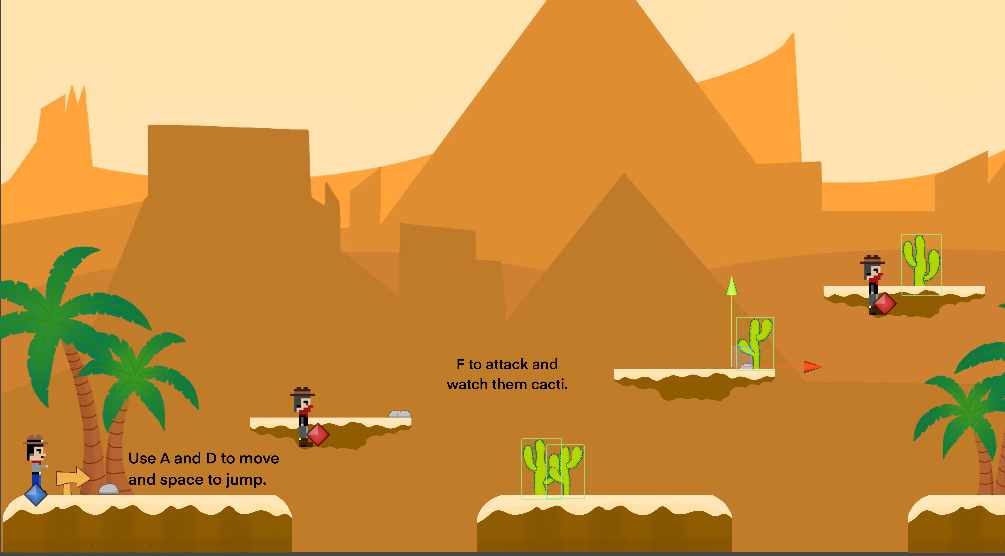 F to attack and
watch them cacti.
Use A and D to move
and space to jump.